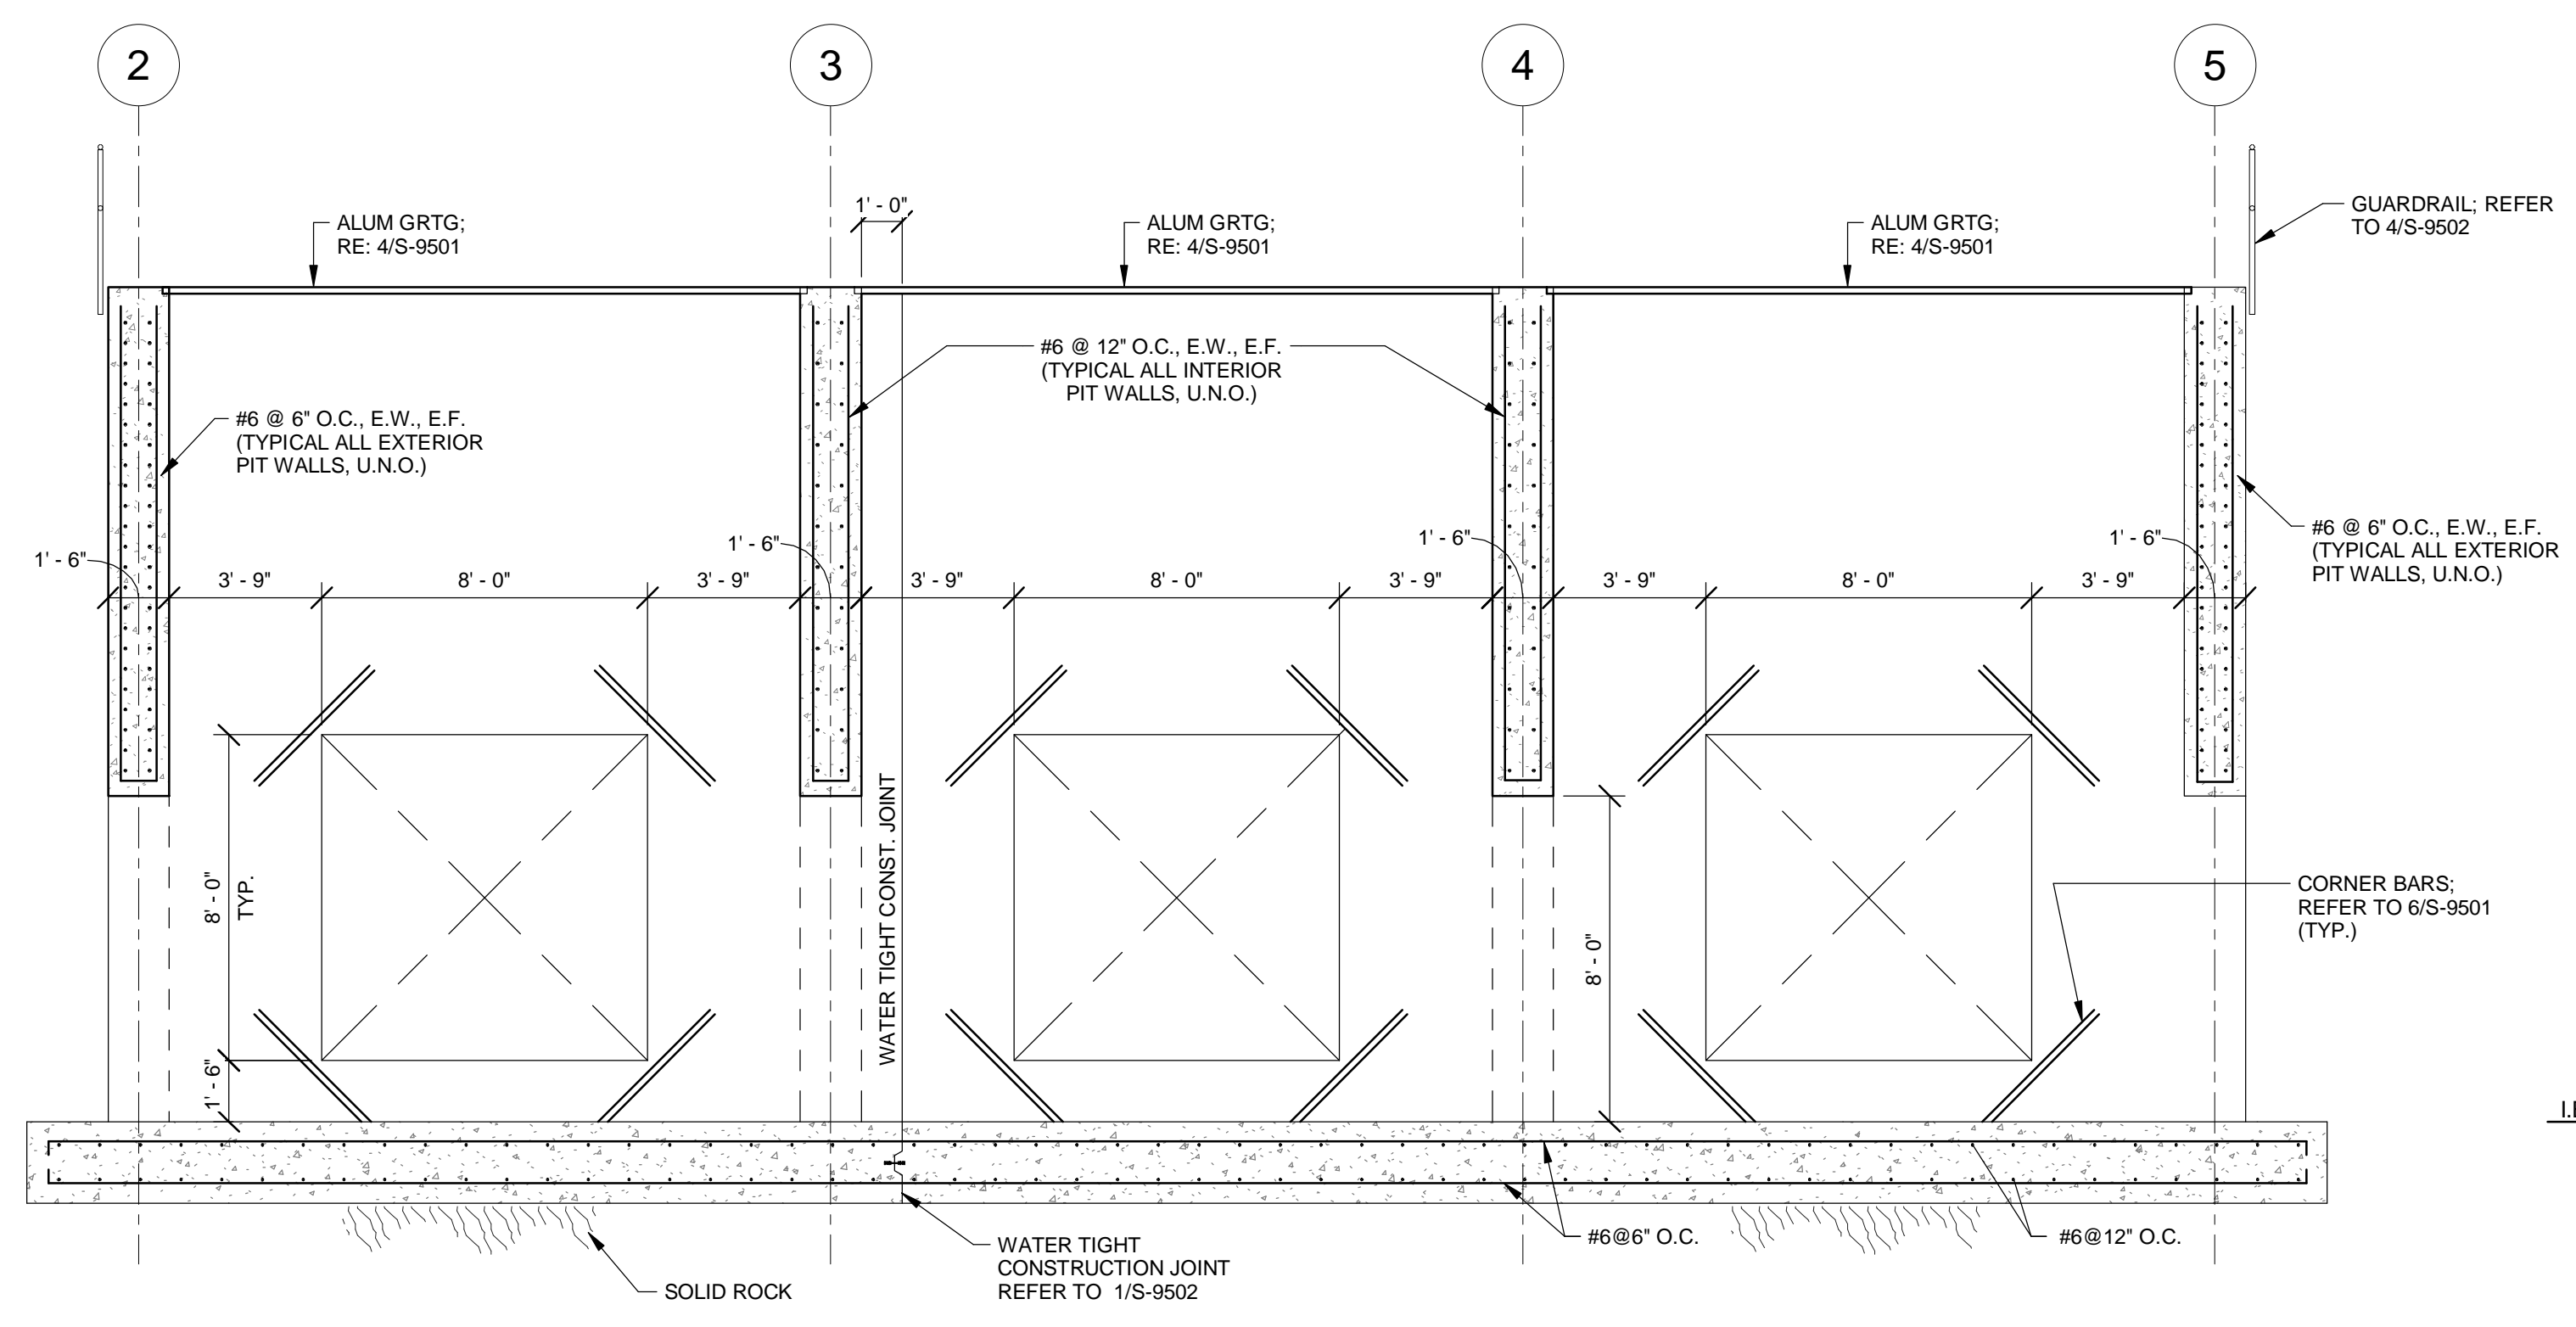 2
3
4
5
1' - 0"
ALUM GRTG;
RE: 4/S-9501
ALUM GRTG;
RE: 4/S-9501
ALUM GRTG;
RE: 4/S-9501
GUARDRAIL; REFER
TO 4/S-9502
#6 @ 12" O.C., E.W., E.F.
(TYPICAL ALL INTERIOR
PIT WALLS, U.N.O.)
#6 @ 6" O.C., E.W., E.F.
(TYPICAL ALL EXTERIOR
PIT WALLS, U.N.O.)
#6 @ 6" O.C., E.W., E.F.
(TYPICAL ALL EXTERIOR
PIT WALLS, U.N.O.)
1' - 6"
1' - 6"
1' - 6"
1' - 6"
3' - 9"
8' - 0"
3' - 9"
3' - 9"
8' - 0"
3' - 9"
3' - 9"
8' - 0"
3' - 9"
8' - 0"
TYP.
1' - 6"
WATER TIGHT CONST. JOINT
8' - 0"
CORNER BARS;
REFER TO 6/S-9501
(TYP.)
#6@6" O.C.
#6@12" O.C.
WATER TIGHT
CONSTRUCTION JOINT
REFER TO 1/S-9502
SOLID ROCK